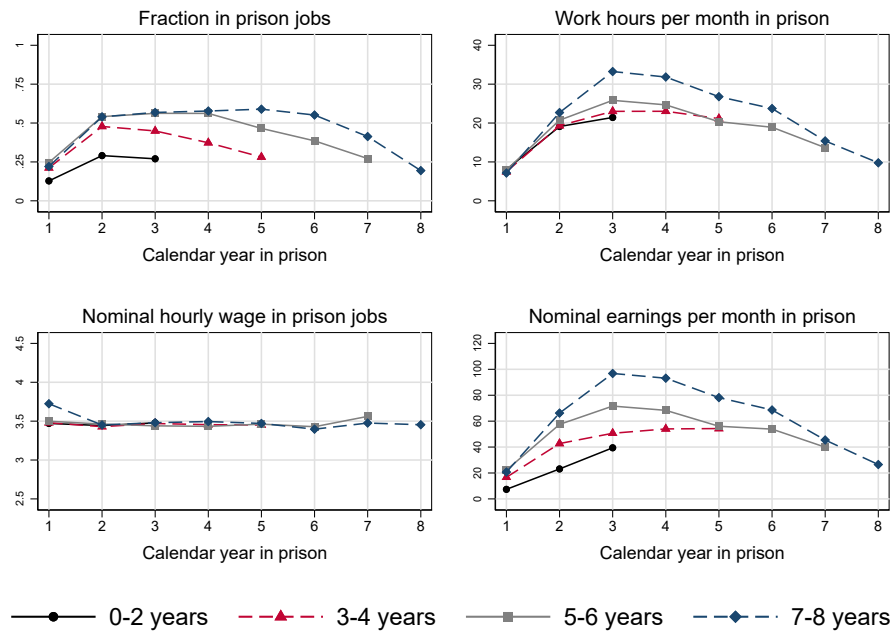 Fraction in prison jobs
1
.75
.5
.25
0
1 2 3 4 5 6 7 8
Calendar year in prison
Work hours per month in prison
40
30
20
10
0
1 2 3 4 5 6 7 8
Calendar year in prison
Nominal hourly wage in prison jobs
4.5
4
3.5
3
2.5
1 2 3 4 5 6 7 8
Calendar year in prison
Nominal earnings per month in prison
120
100
80
60
40
20
0
1 2 3 4 5 6 7 8
Calendar year in prison
0-2 years 3-4 years 5-6 years 7-8 years